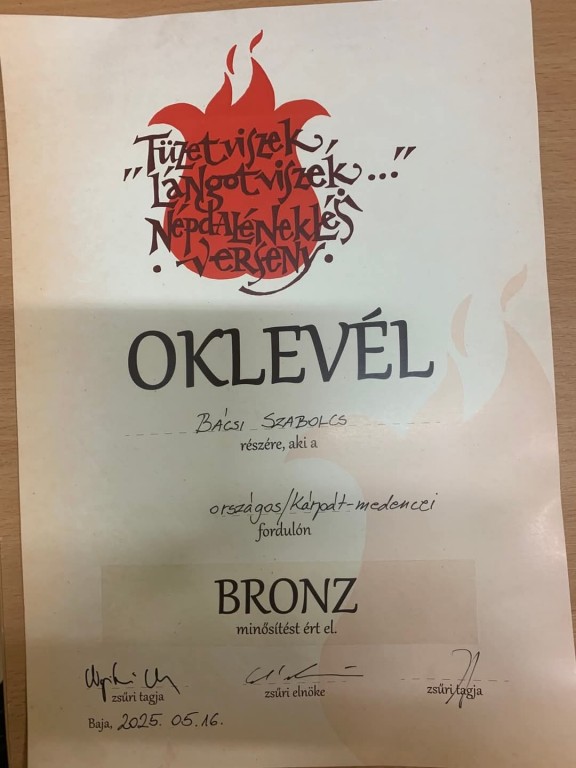 Tüzet viszek,
"Lángot viszek..."
Népdaléneklés
verseny.
OKLEVÉL
BÁCSI SZABOLCS
részére, aki a
országos/Kárpát-medencei
fordulón
BRONZ
minősítést ért el.
zsűri tagja zsűri elnöke zsűri tagja
Baja, 2025. 05. 16.